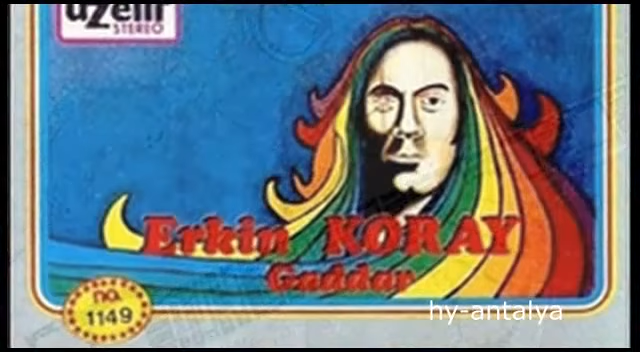 uzelli
STEREO
Erkin KORAY
Gaddar
no.
1149
hy-antalya